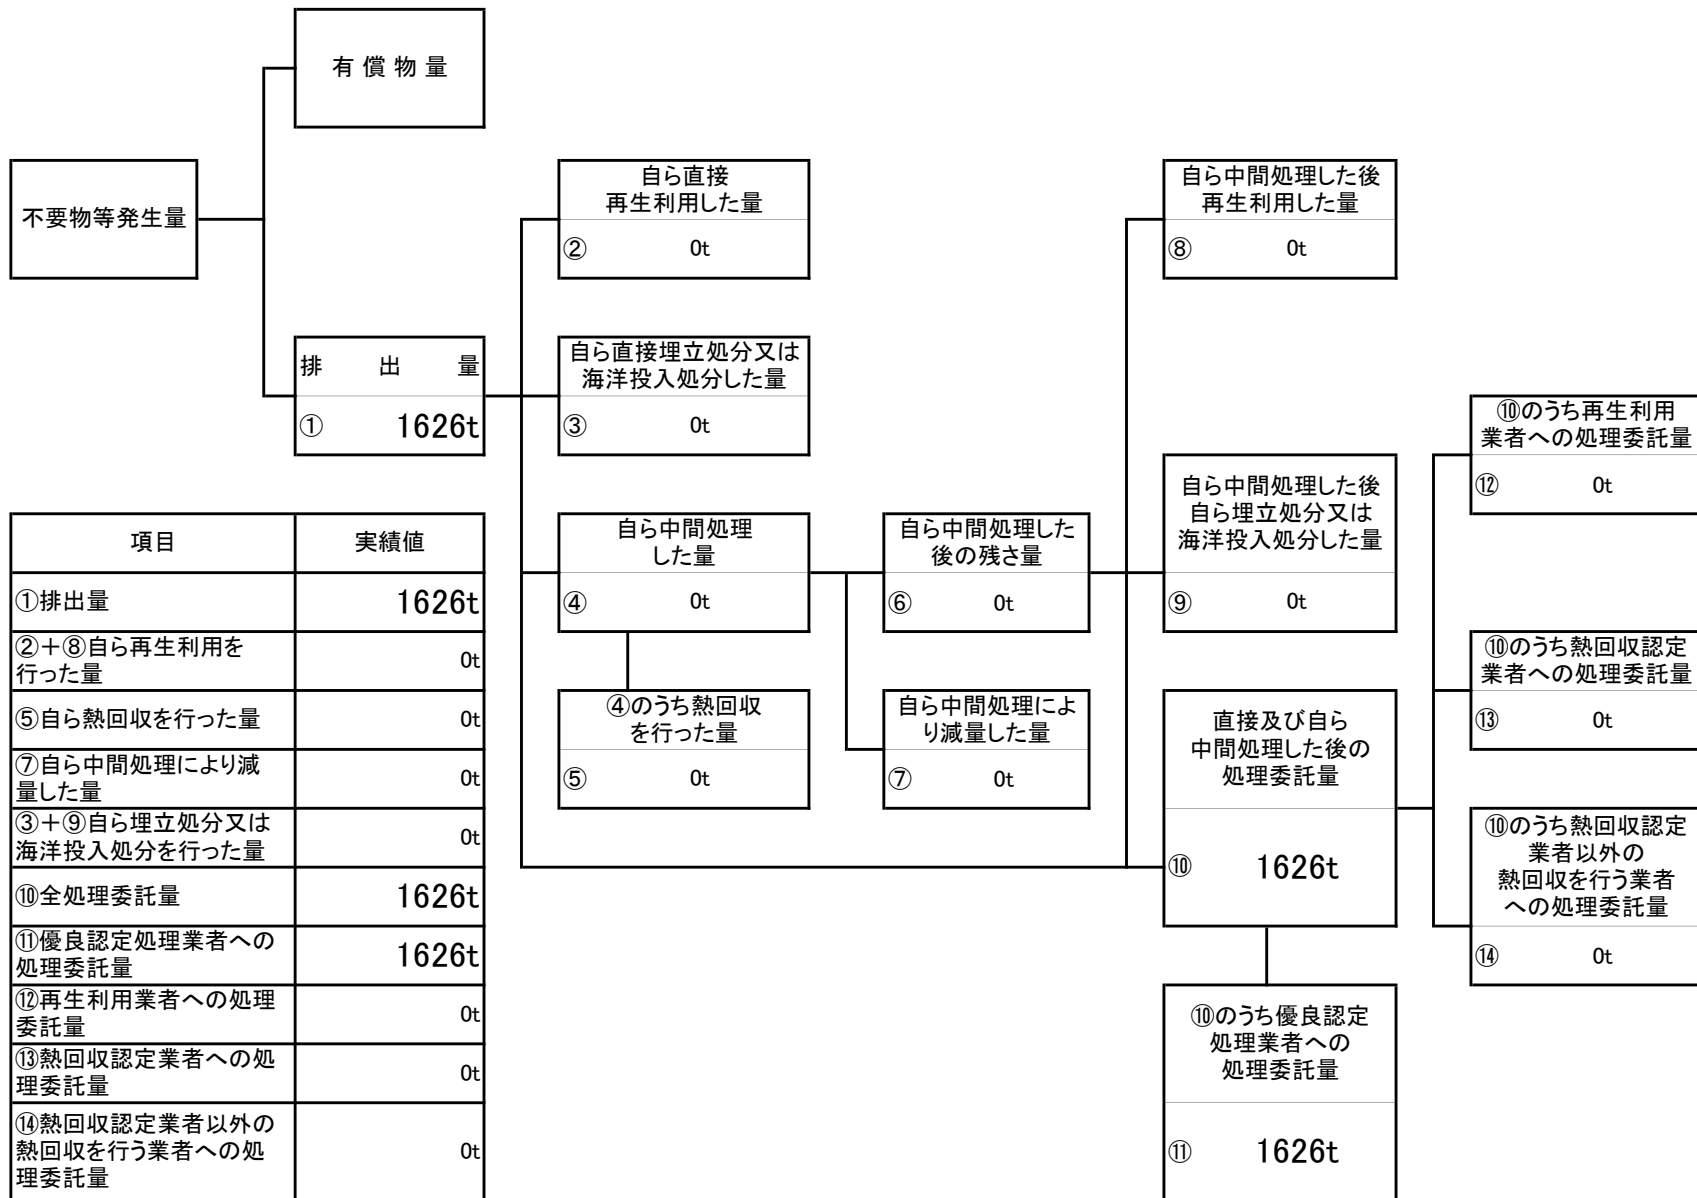 有 償 物 量
不要物等発生量
自ら直接
再生利用した量
② 0t
自ら中間処理した後
再生利用した量
⑧ 0t
排 出 量
① 1626t
自ら直接埋立処分又は
海洋投入処分した量
③ 0t
⑩のうち再生利用
業者への処理委託量
⑫ 0t
自ら中間処理した後
自ら埋立処分又は
海洋投入処分した量
⑨ 0t
自ら中間処理
した量
④ 0t
自ら中間処理した
後の残さ量
⑥ 0t
⑩のうち熱回収認定
業者への処理委託量
⑬ 0t
④のうち熱回収
を行った量
⑤ 0t
自ら中間処理によ
り減量した量
⑦ 0t
直接及び自ら
中間処理した後の
処理委託量
⑩ 1626t
⑩のうち熱回収認定
業者以外の
熱回収を行う業者
への処理委託量
⑭ 0t
⑩のうち優良認定
処理業者への
処理委託量
⑪ 1626t
項目 実績値
①排出量 1626t
②+⑧自ら再生利用を
行った量 0t
⑤自ら熱回収を行った量 0t
⑦自ら中間処理により減
量した量 0t
③+⑨自ら埋立処分又は
海洋投入処分を行った量 0t
⑩全処理委託量 1626t
⑪優良認定処理業者への
処理委託量 1626t
⑫再生利用業者への処理
委託量 0t
⑬熱回収認定業者への処
理委託量 0t
⑭熱回収認定業者以外の
熱回収を行う業者への処
理委託量 0t